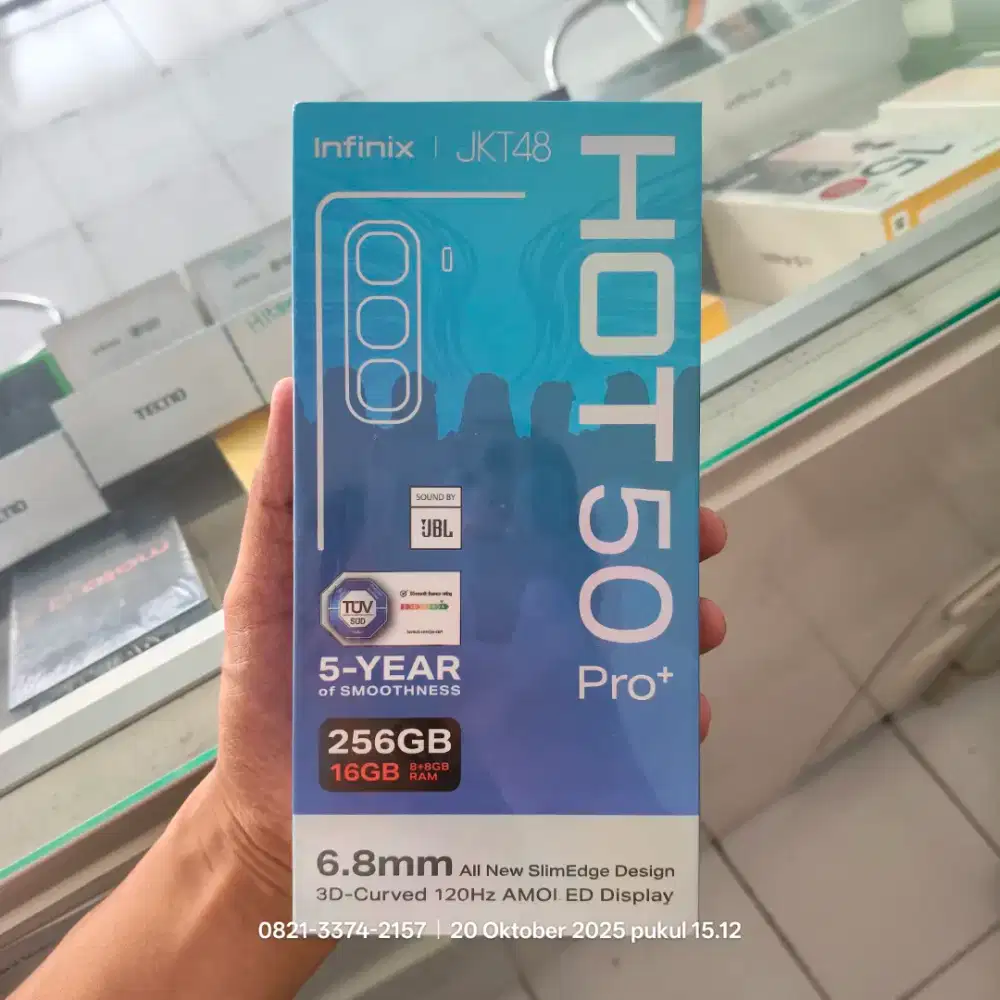 Infinix | JKT48
HOT 50
Pro+
SOUND BY
JBL
TÜV
SÜD
5-YEAR
of SMOOTHNESS
256GB
16GB 8+8GB RAM
6.8mm All New SlimEdge Design
3D-Curved 120Hz AMOLED Display
0821-3374-2157 | 20 Oktober 2025 pukul 15.12
TECNO